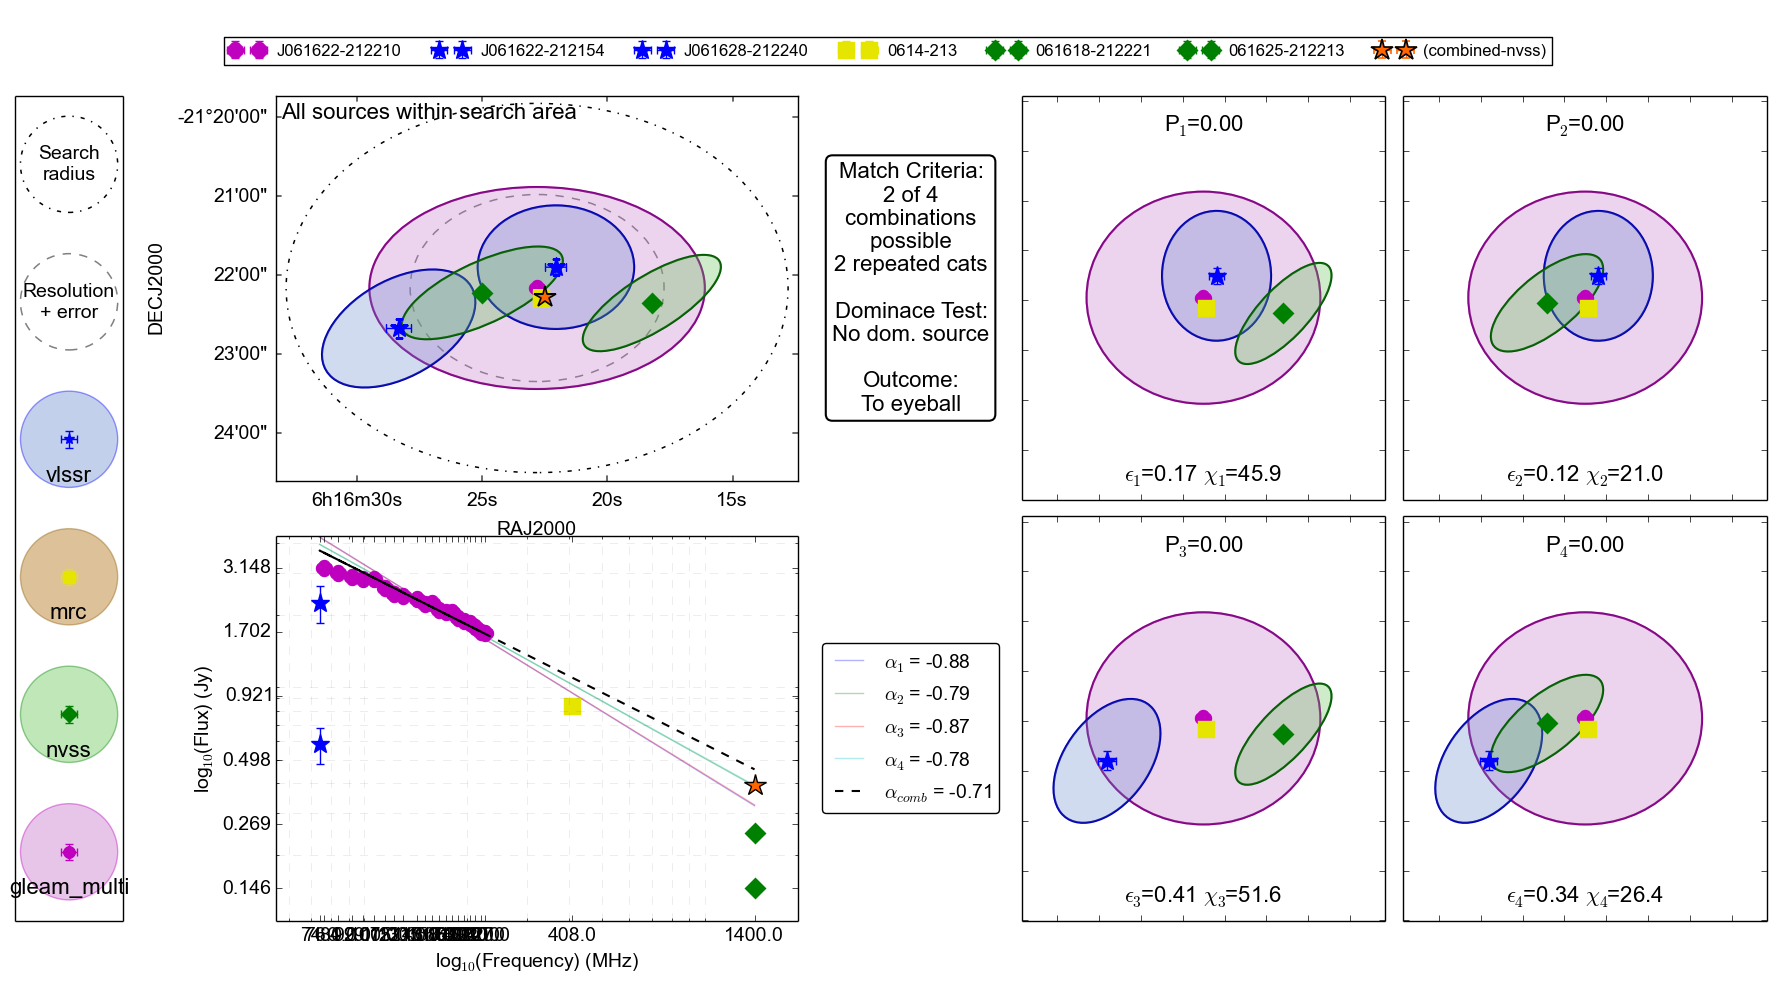 J061622-212210 J061622-212154 J061628-212240 0614-213 061618-212221 061625-212213 (combined-nvss)
Search
radius
Resolution
+ error
vlssr
mrc
nvss
gleam_multi
All sources within search area
DECJ2000
-21°20'00"
21'00"
22'00"
23'00"
24'00"
6h16m30s 25s 20s 15s
RAJ2000
Match Criteria:
2 of 4
combinations
possible
2 repeated cats
Dominace Test:
No dom. source
Outcome:
To eyeball
P1=0.00
ϵ1=0.17 χ1=45.9
P2=0.00
ϵ2=0.12 χ2=21.0
log10(Flux) (Jy)
3.148
1.702
0.921
0.498
0.269
0.146
408.0 1400.0
log10(Frequency) (MHz)
α1 = -0.88
α2 = -0.79
α3 = -0.87
α4 = -0.78
αcomb = -0.71
P3=0.00
ϵ3=0.41 χ3=51.6
P4=0.00
ϵ4=0.34 χ4=26.4